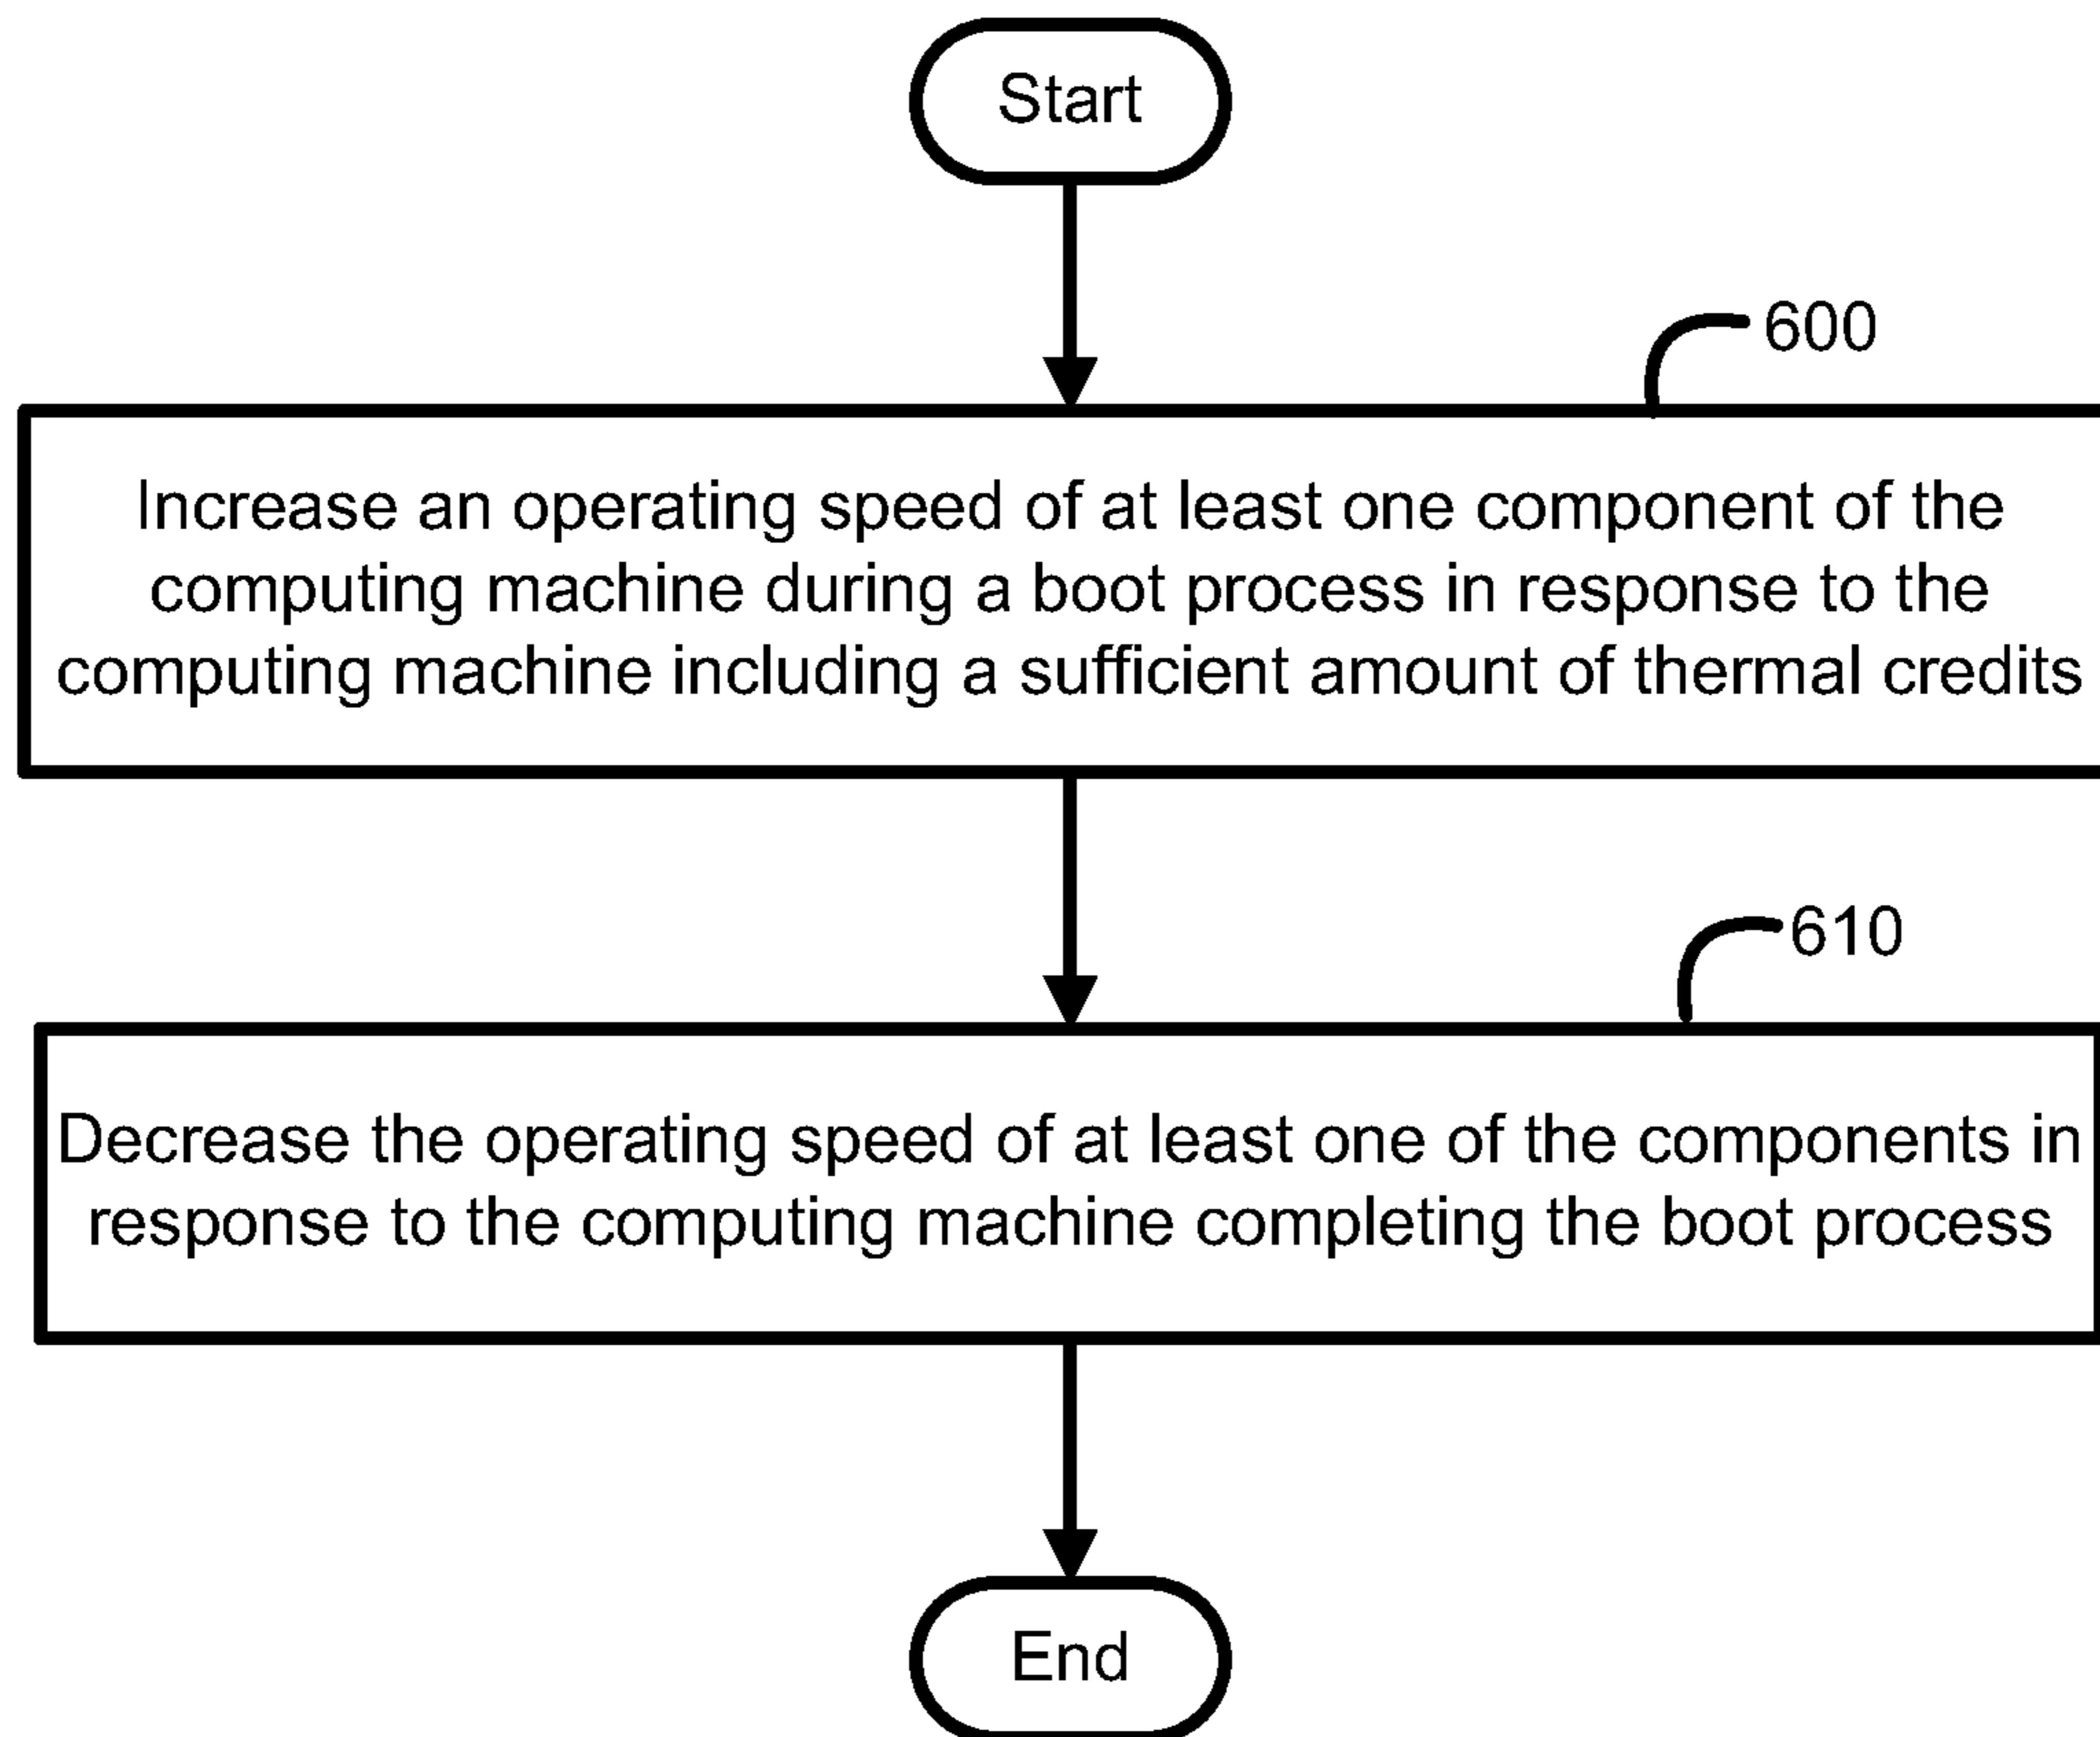 Start
600
Increase an operating speed of at least one component of the
computing machine during a boot process in response to the
computing machine including a sufficient amount of thermal credits
610
Decrease the operating speed of at least one of the components in
response to the computing machine completing the boot process
End